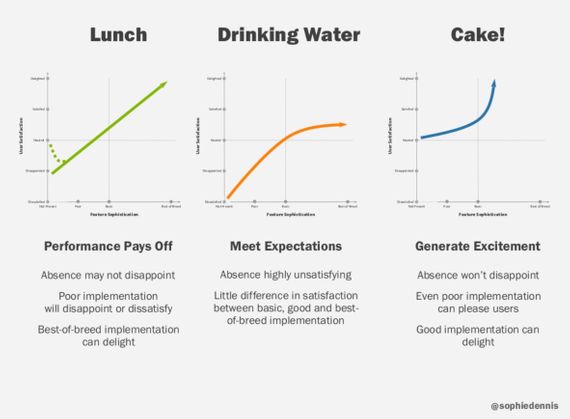 Lunch
Drinking Water
Cake!
Delighted
Satisfied
Neutral
Disappointed
Dissatisfied
User Satisfaction
Not Present
Poor
Basic
Best of Breed
Feature Sophistication
Delighted
Satisfied
Neutral
Disappointed
Dissatisfied
User Satisfaction
Not Present
Poor
Basic
Best of Breed
Feature Sophistication
Delighted
Satisfied
Neutral
Disappointed
Dissatisfied
User Satisfaction
Not Present
Poor
Basic
Best of Breed
Feature Sophistication
Performance Pays Off
Absence may not disappoint
Poor implementation
will disappoint or dissatisfy
Best-of-breed implementation
can delight
Meet Expectations
Absence highly unsatisfying
Little difference in satisfaction
between basic, good and best-
of-breed implementation
Generate Excitement
Absence won't disappoint
Even poor implementation
can please users
Good implementation can
delight
@sophiedennis